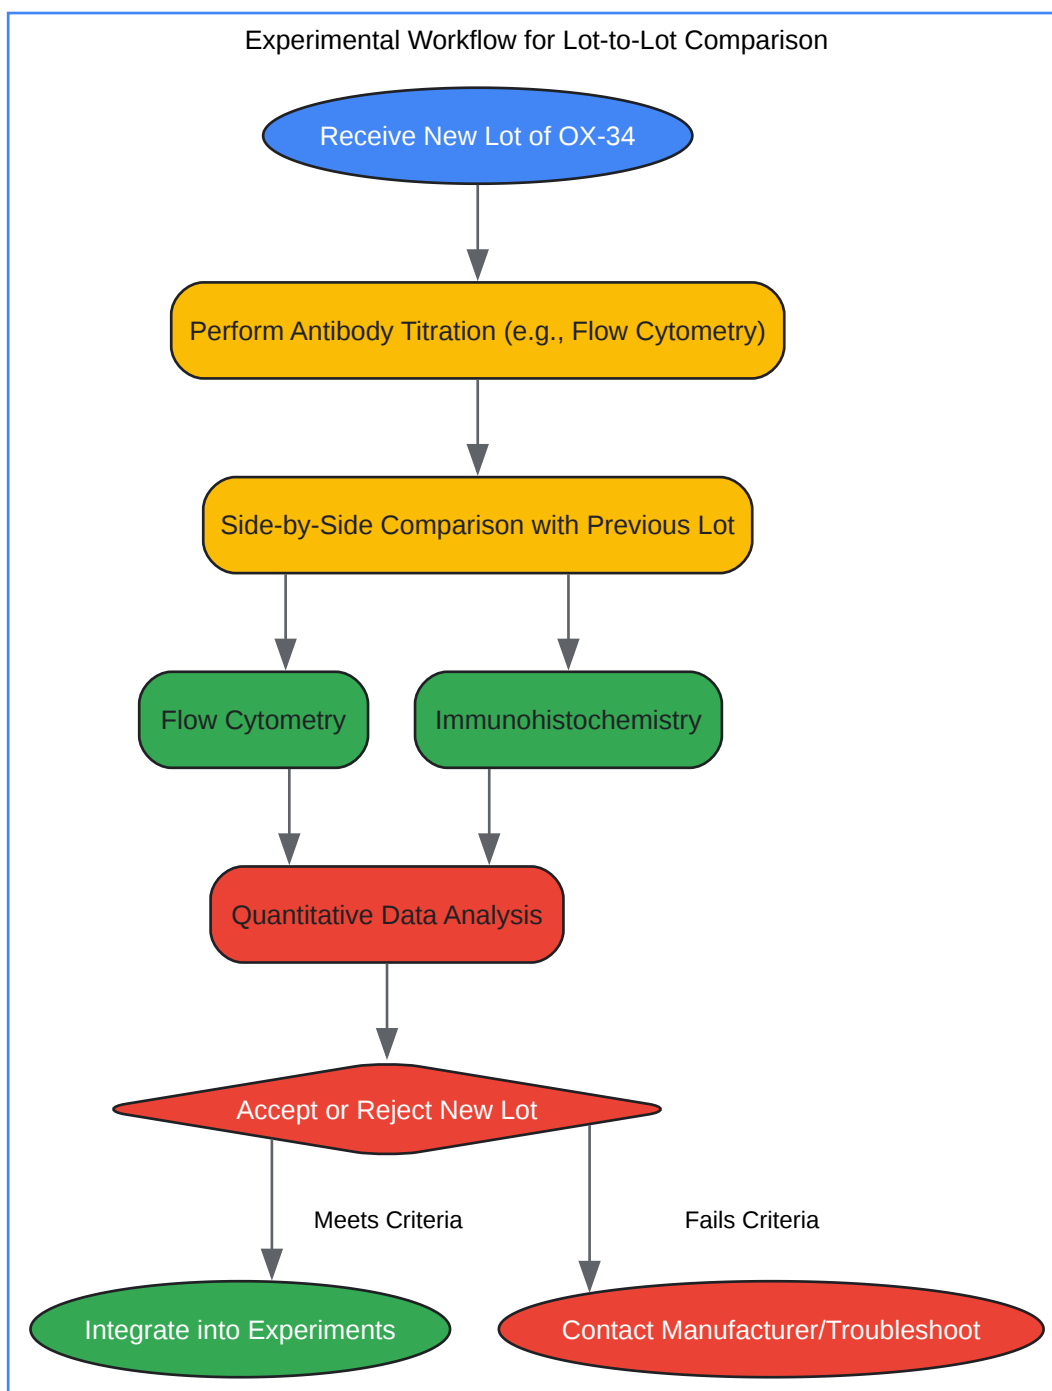 Experimental Workflow for Lot-to-Lot Comparison
Receive New Lot of OX-34
Perform Antibody Titration (e.g., Flow Cytometry)
Side-by-Side Comparison with Previous Lot
Flow Cytometry
Immunohistochemistry
Quantitative Data Analysis
Accept or Reject New Lot
Meets Criteria
Fails Criteria
Integrate into Experiments
Contact Manufacturer/Troubleshoot